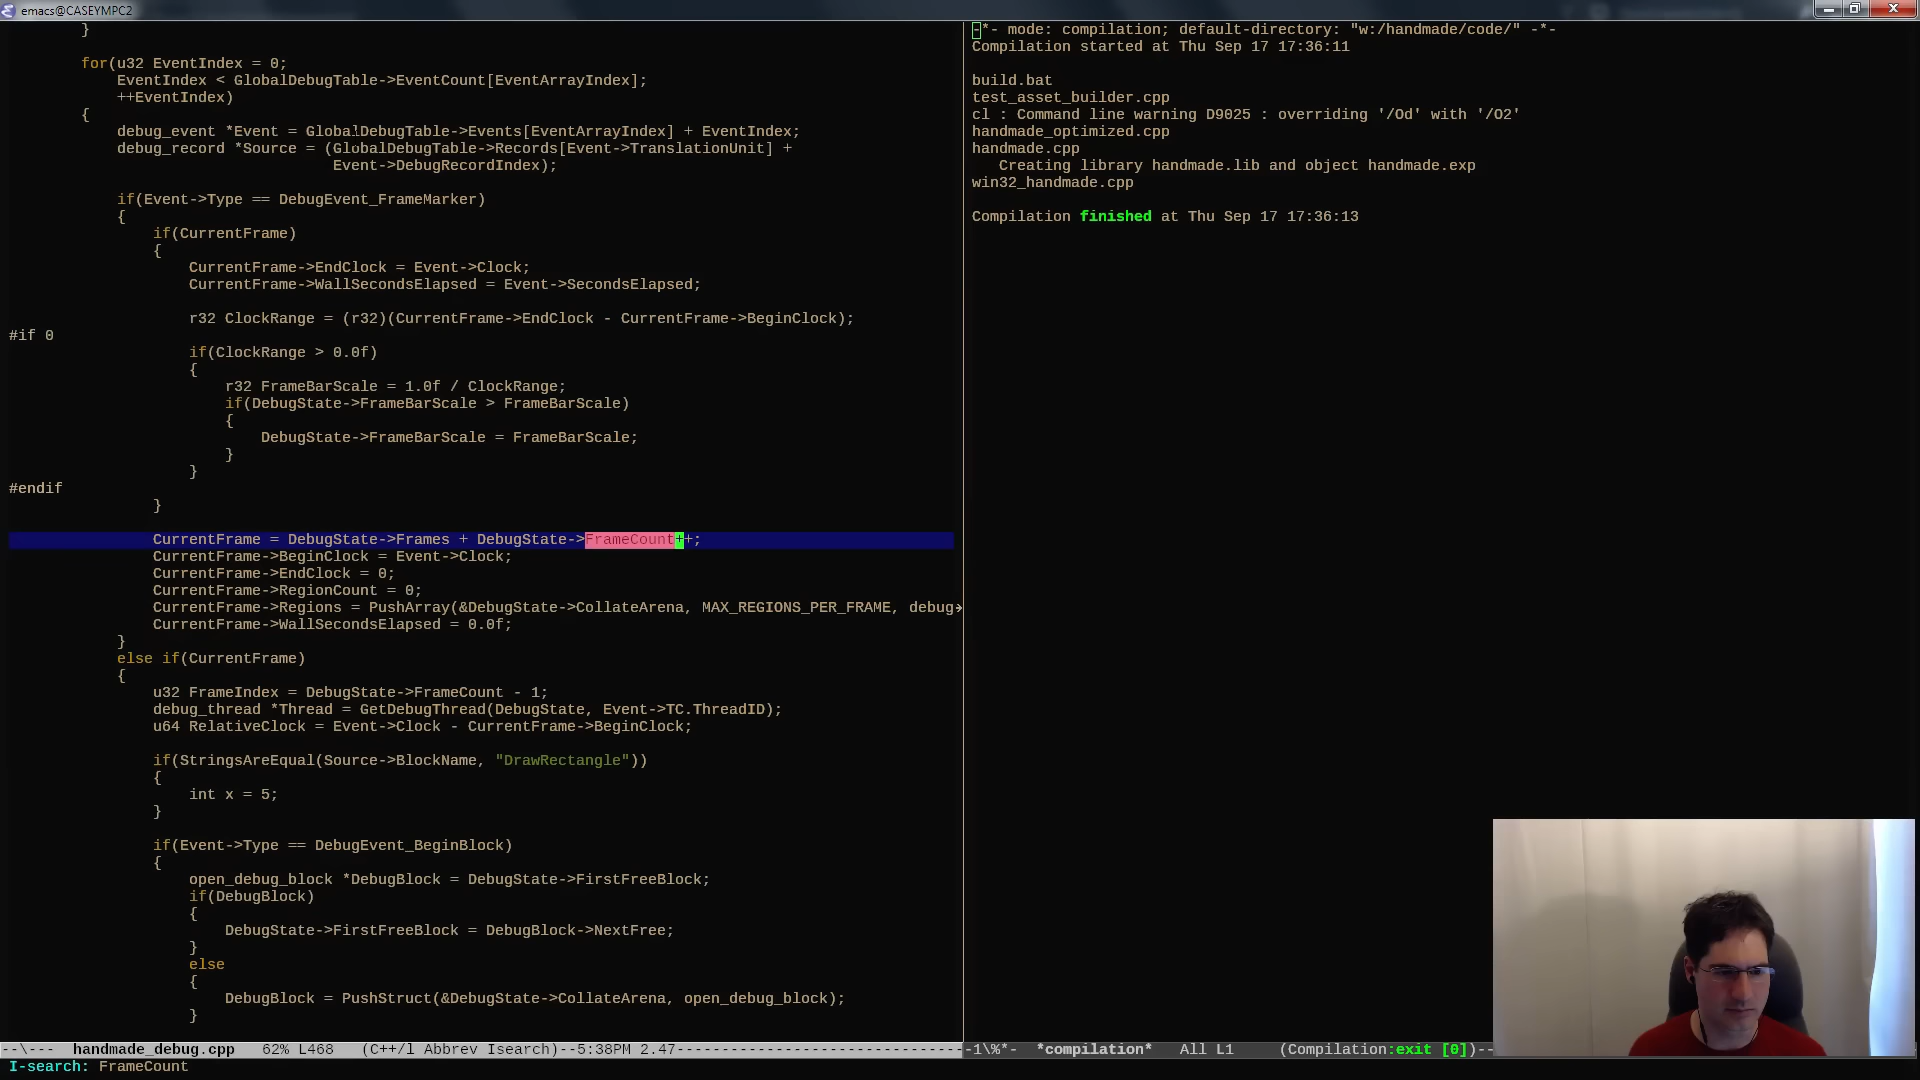 emacs@CASEYMPC2
}
for(u32 EventIndex = 0;
EventIndex < GlobalDebugTable->EventCount[EventArrayIndex];
++EventIndex)
{
debug_event *Event = GlobalDebugTable->Events[EventArrayIndex] + EventIndex;
debug_record *Source = (GlobalDebugTable->Records[Event->TranslationUnit] +
Event->DebugRecordIndex);
if(Event->Type == DebugEvent_FrameMarker)
{
if(CurrentFrame)
{
CurrentFrame->EndClock = Event->Clock;
CurrentFrame->WallSecondsElapsed = Event->SecondsElapsed;
r32 ClockRange = (r32)(CurrentFrame->EndClock - CurrentFrame->BeginClock);
#if 0
if(ClockRange > 0.0f)
{
r32 FrameBarScale = 1.0f / ClockRange;
if(DebugState->FrameBarScale > FrameBarScale)
{
DebugState->FrameBarScale = FrameBarScale;
}
}
#endif
}
CurrentFrame = DebugState->Frames + DebugState->FrameCount++;
CurrentFrame->BeginClock = Event->Clock;
CurrentFrame->EndClock = 0;
CurrentFrame->RegionCount = 0;
CurrentFrame->Regions = PushArray(&DebugState->CollateArena, MAX_REGIONS_PER_FRAME, debug
CurrentFrame->WallSecondsElapsed = 0.0f;
}
else if(CurrentFrame)
{
u32 FrameIndex = DebugState->FrameCount - 1;
debug_thread *Thread = GetDebugThread(DebugState, Event->TC.ThreadID);
u64 RelativeClock = Event->Clock - CurrentFrame->BeginClock;
if(StringsAreEqual(Source->BlockName, "DrawRectangle"))
{
int x = 5;
}
if(Event->Type == DebugEvent_BeginBlock)
{
open_debug_block *DebugBlock = DebugState->FirstFreeBlock;
if(DebugBlock)
{
DebugState->FirstFreeBlock = DebugBlock->NextFree;
}
else
{
DebugBlock = PushStruct(&DebugState->CollateArena, open_debug_block);
}
--\---  handmade_debug.cpp   62% L468   (C++/l Abbrev Isearch)--5:38PM 2.47--------------------------------
I-search: FrameCount
-*- mode: compilation; default-directory: "w:/handmade/code/" -*-
Compilation started at Thu Sep 17 17:36:11
build.bat
test_asset_builder.cpp
cl : Command line warning D9025 : overriding '/Od' with '/O2'
handmade_optimized.cpp
handmade.cpp
Creating library handmade.lib and object handmade.exp
win32_handmade.cpp
Compilation finished at Thu Sep 17 17:36:13
-1\%*-  *compilation*   All L1     (Compilation:exit [0])--